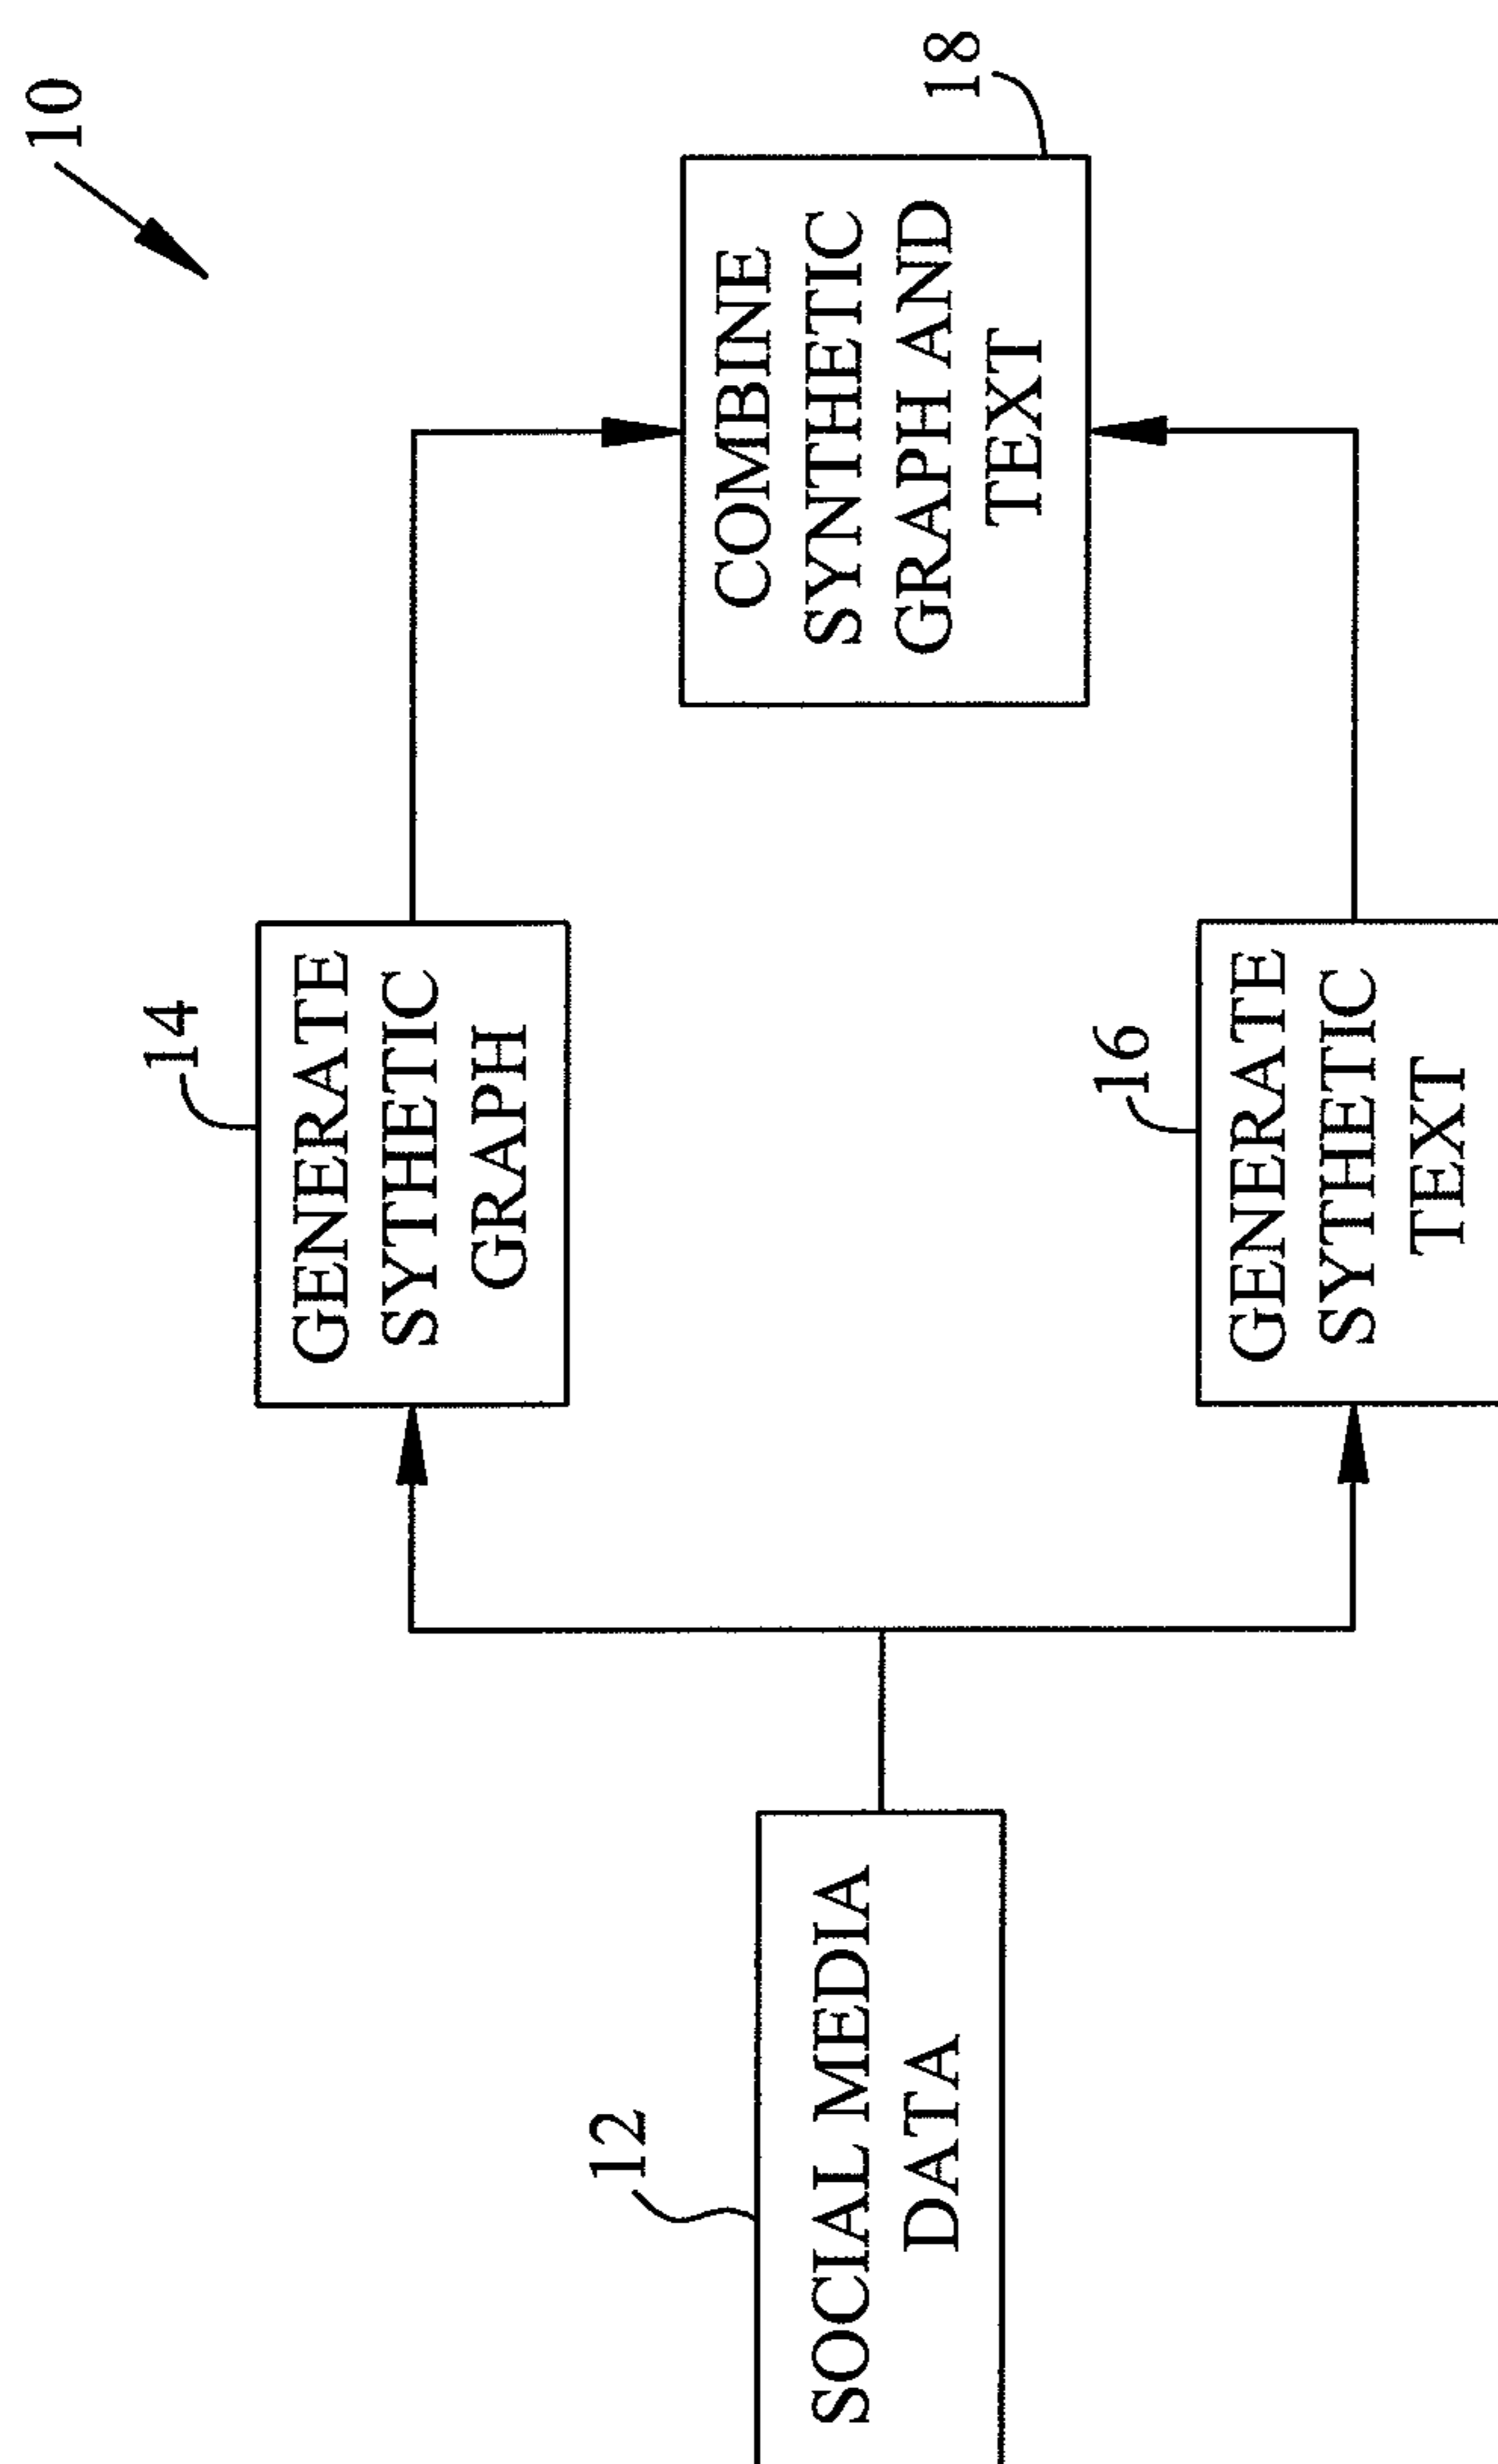 10
12
SOCIAL MEDIA
DATA
14
GENERATE
SYTHETIC
GRAPH
16
GENERATE
SYTHETIC
TEXT
18
COMBINE
SYNTHETIC
GRAPH AND
TEXT